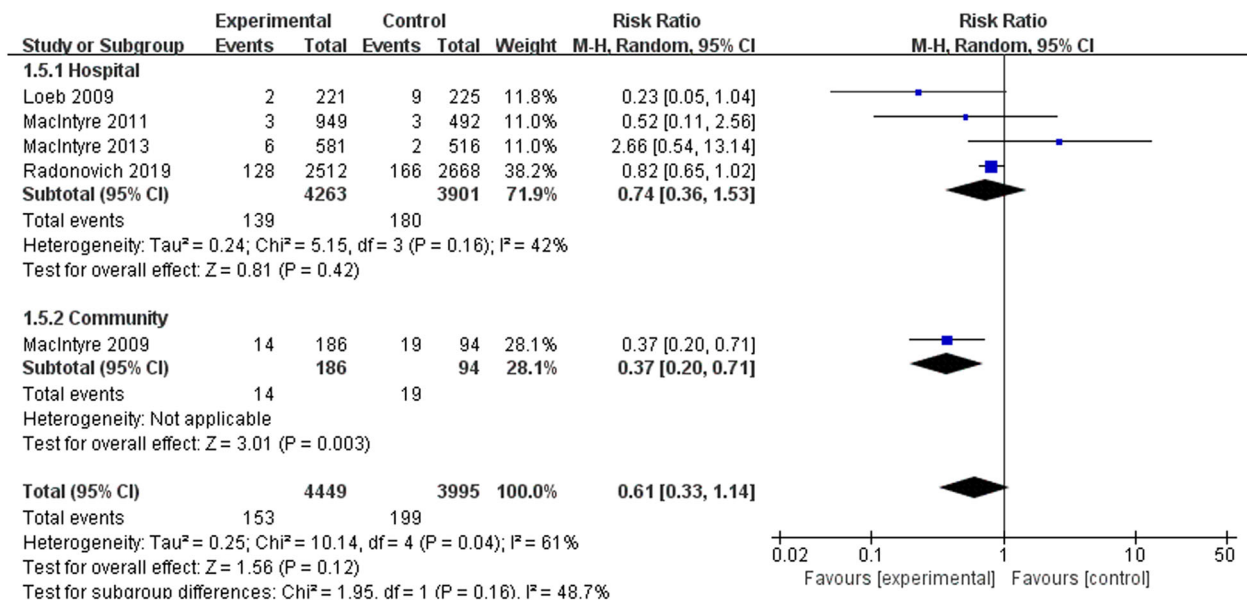 Experimental Control Risk Ratio Risk Ratio
Study or Subgroup Events Total Events Total Weight M-H, Random, 95% CI M-H, Random, 95% CI
1.5.1 Hospital
Loeb 2009 2 221 9 225 11.8% 0.23 [0.05, 1.04]
MacIntyre 2011 3 949 3 492 11.0% 0.52 [0.11, 2.56]
MacIntyre 2013 6 581 2 516 11.0% 2.66 [0.54, 13.14]
Radonovich 2019 128 2512 166 2668 38.2% 0.82 [0.65, 1.02]
Subtotal (95% CI) 4263 3901 71.9% 0.74 [0.36, 1.53]
Total events 139 180
Heterogeneity: Tau² = 0.24; Chi² = 5.15, df = 3 (P = 0.16); I² = 42%
Test for overall effect: Z = 0.81 (P = 0.42)
1.5.2 Community
MacIntyre 2009 14 186 19 94 28.1% 0.37 [0.20, 0.71]
Subtotal (95% CI) 186 94 28.1% 0.37 [0.20, 0.71]
Total events 14 19
Heterogeneity: Not applicable
Test for overall effect: Z = 3.01 (P = 0.003)
Total (95% CI) 4449 3995 100.0% 0.61 [0.33, 1.14]
Total events 153 199
Heterogeneity: Tau² = 0.25; Chi² = 10.14, df = 4 (P = 0.04); I² = 61%
Test for overall effect: Z = 1.56 (P = 0.12)
Test for subgroup differences: Chi² = 1.95, df = 1 (P = 0.16), I² = 48.7%
0.02 0.1 1 10 50
Favours [experimental] Favours [control]